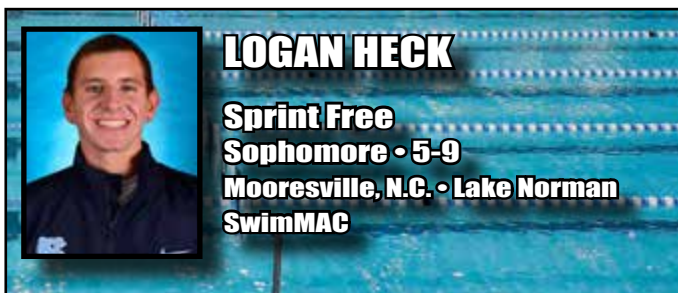 LOGAN HECK
Sprint Free
Sophomore • 5-9
Mooresville, N.C. • Lake Norman
SwimMAC